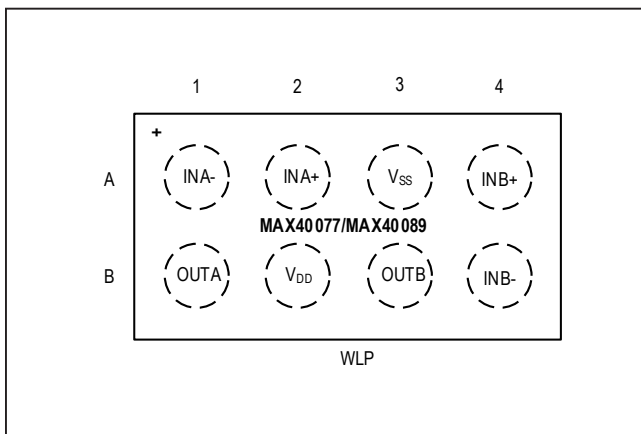 1 2 3 4
+
A INA- INA+ VSS INB+
MAX40077/MAX40089
B OUTA VDD OUTB INB-
WLP